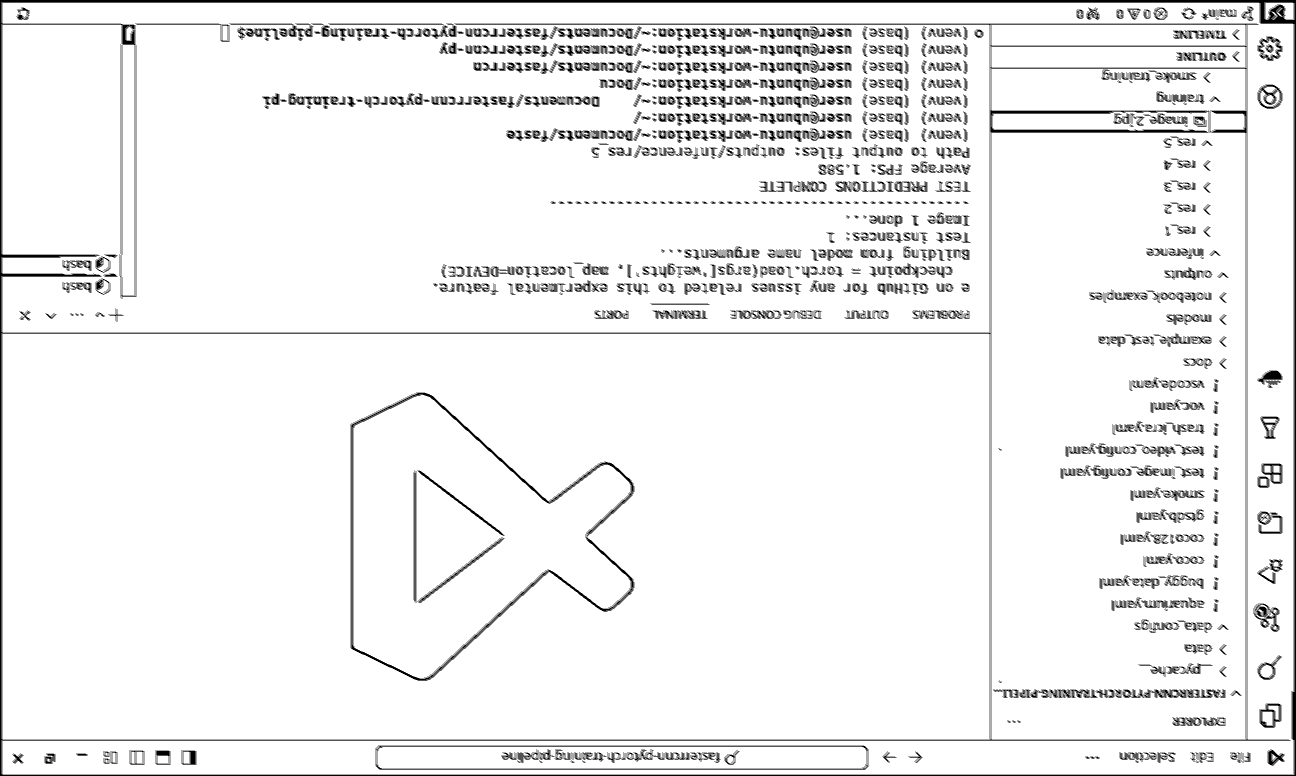 File Edit Selection ...
fasterrcnn-pytorch-training-pipeline
EXPLORER ...
FASTERRCNN-PYTORCH-TRAINING-PIPELI...
__pycache__
data
data_configs
! aquarium.yaml
! buggy_data.yaml
! coco.yaml
! coco128.yaml
! gtsdb.yaml
! smoke.yaml
! test_image_config.yaml
! test_video_config.yaml
! trash_icra.yaml
! voc.yaml
! vscode.yaml
docs
example_test_data
models
notebook_examples
outputs
inference
res_1
res_2
res_3
res_4
res_5
image_2.jpg
training
smoke_training
OUTLINE
TIMELINE
PROBLEMS OUTPUT DEBUG CONSOLE TERMINAL PORTS
e on GitHub for any issues related to this experimental feature.
checkpoint = torch.load(args['weights'], map_location=DEVICE)
Building from model name arguments...
Test instances: 1
Image 1 done...
--------------------------------------------------
TEST PREDICTIONS COMPLETE
Average FPS: 1.588
Path to output files: outputs/inference/res_5
(venv) (base) user@ubuntu-workstation:~/Documents/faste
(venv) (base) user@ubuntu-workstation:~/
(venv) (base) user@ubuntu-workstation:~/ Documents/fasterrcnn-pytorch-training-pi
(venv) (base) user@ubuntu-workstation:~/Docu
(venv) (base) user@ubuntu-workstation:~/Documents/fasterrcn
(venv) (base) user@ubuntu-workstation:~/Documents/fasterrcnn-py
(venv) (base) user@ubuntu-workstation:~/Documents/fasterrcnn-pytorch-training-pipeline$
bash
bash
main* 0 0 0